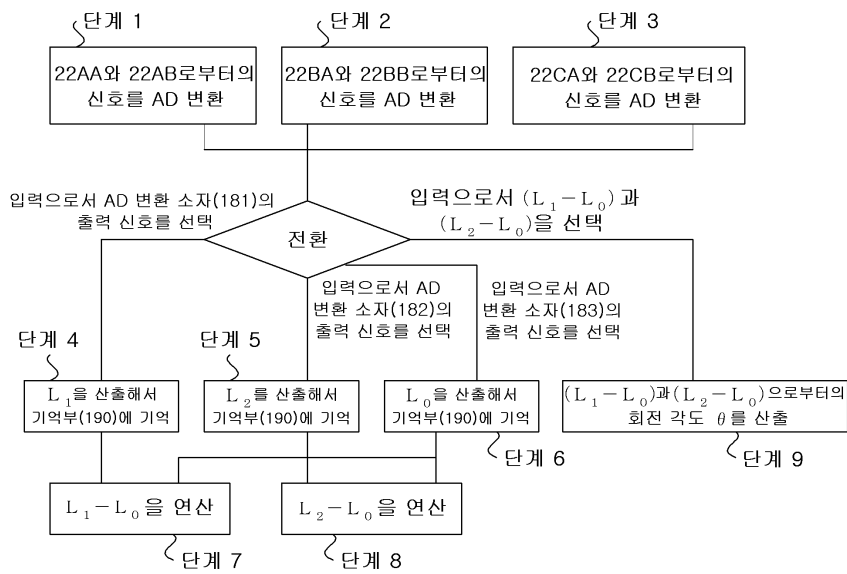 단계 1
단계 2
단계 3
22AA와 22AB로부터의
신호를 AD 변환
22BA와 22BB로부터의
신호를 AD 변환
22CA와 22CB로부터의
신호를 AD 변환
입력으로서 AD 변환 소자(181)의
출력 신호를 선택
전환
입력으로서 (L₁−L₀)과
(L₂−L₀)을 선택
입력으로서 AD
변환 소자(182)의
출력 신호를 선택
입력으로서 AD
변환 소자(183)의
출력 신호를 선택
단계 4
단계 5
L₁을 산출해서
기억부(190)에 기억
L₂를 산출해서
기억부(190)에 기억
L₀을 산출해서
기억부(190)에 기억
(L₁−L₀)과(L₂−L₀)으로부터의
회전 각도 θ를 산출
단계 6
단계 9
L₁−L₀을 연산
L₂−L₀을 연산
단계 7
단계 8